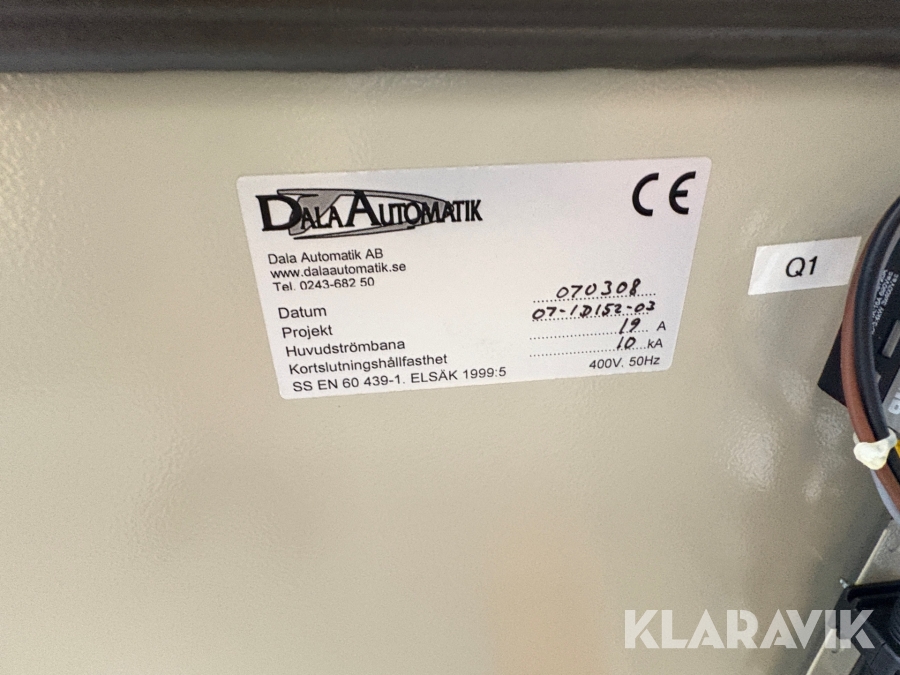 DALA AUTOMATIK
CE
Dala Automatik AB
www.dalaautomatik.se
Tel. 0243-682 50
Datum 070308
Projekt 07-1D152-03
Huvudströmbana 19 A
Kortslutningshållfasthet 10 kA
SS EN 60 439-1. ELSÄK 1999:5 400V. 50Hz
Q1
KLARAVIK